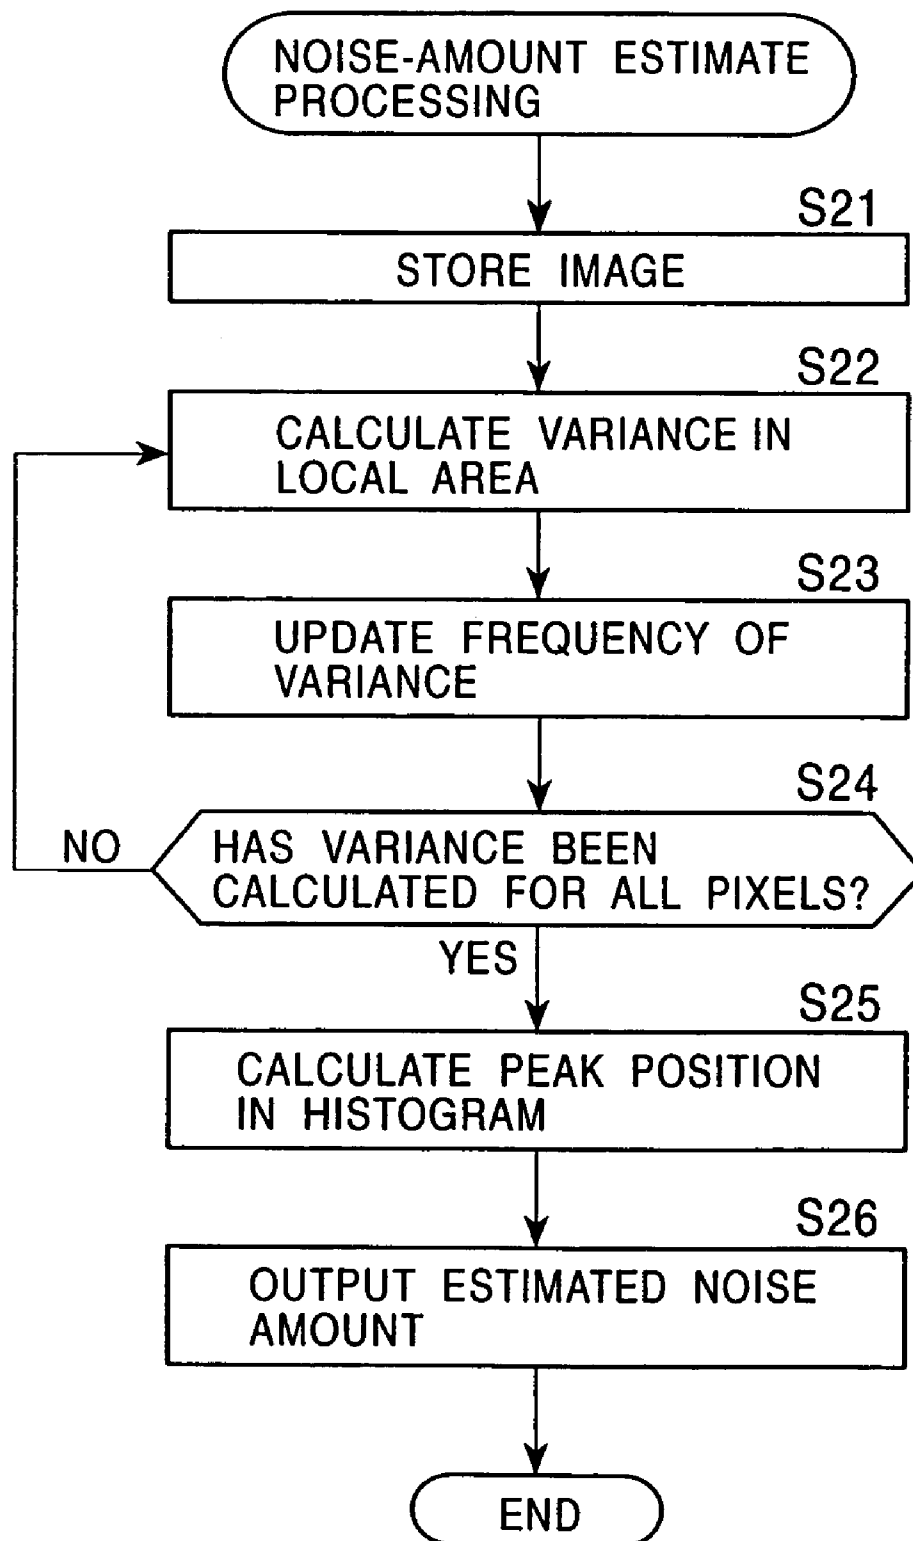 NOISE-AMOUNT ESTIMATE
PROCESSING
S21
STORE IMAGE
S22
CALCULATE VARIANCE IN
LOCAL AREA
S23
UPDATE FREQUENCY OF
VARIANCE
S24
NO
HAS VARIANCE BEEN
CALCULATED FOR ALL PIXELS?
YES
S25
CALCULATE PEAK POSITION
IN HISTOGRAM
S26
OUTPUT ESTIMATED NOISE
AMOUNT
END